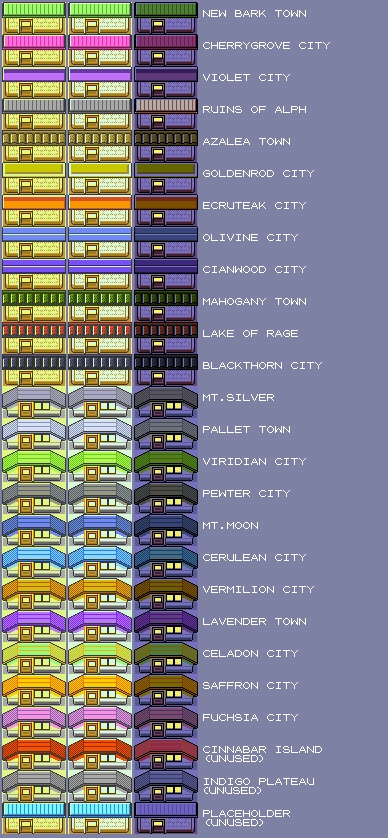 NEW BARK TOWN
CHERRYGROVE CITY
VIOLET CITY
RUINS OF ALPH
AZALEA TOWN
GOLDENROD CITY
ECRUTEAK CITY
OLIVINE CITY
CIANWOOD CITY
MAHOGANY TOWN
LAKE OF RAGE
BLACKTHORN CITY
MT.SILVER
PALLET TOWN
VIRIDIAN CITY
PEWTER CITY
MT.MOON
CERULEAN CITY
VERMILION CITY
LAVENDER TOWN
CELADON CITY
SAFFRON CITY
FUCHSIA CITY
CINNABAR ISLAND
(UNUSED)
INDIGO PLATEAU
(UNUSED)
PLACEHOLDER
(UNUSED)